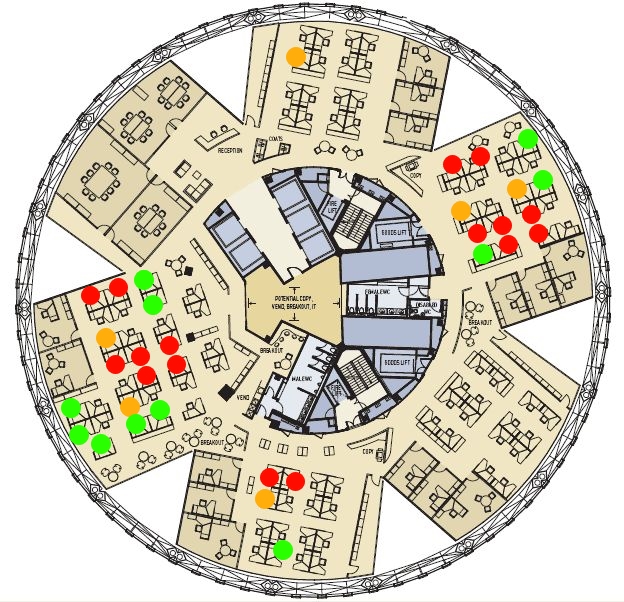 COATS
RECEPTION
COPY
FIRE
LIFT
GOODS LIFT
FEMALE WC
DISABLED
WC
POTENTIAL COPY,
VEND, BREAKOUT, IT
BREAKOUT
BREAKOUT
MALE WC
GOODS LIFT
VEND
BREAKOUT
COPY